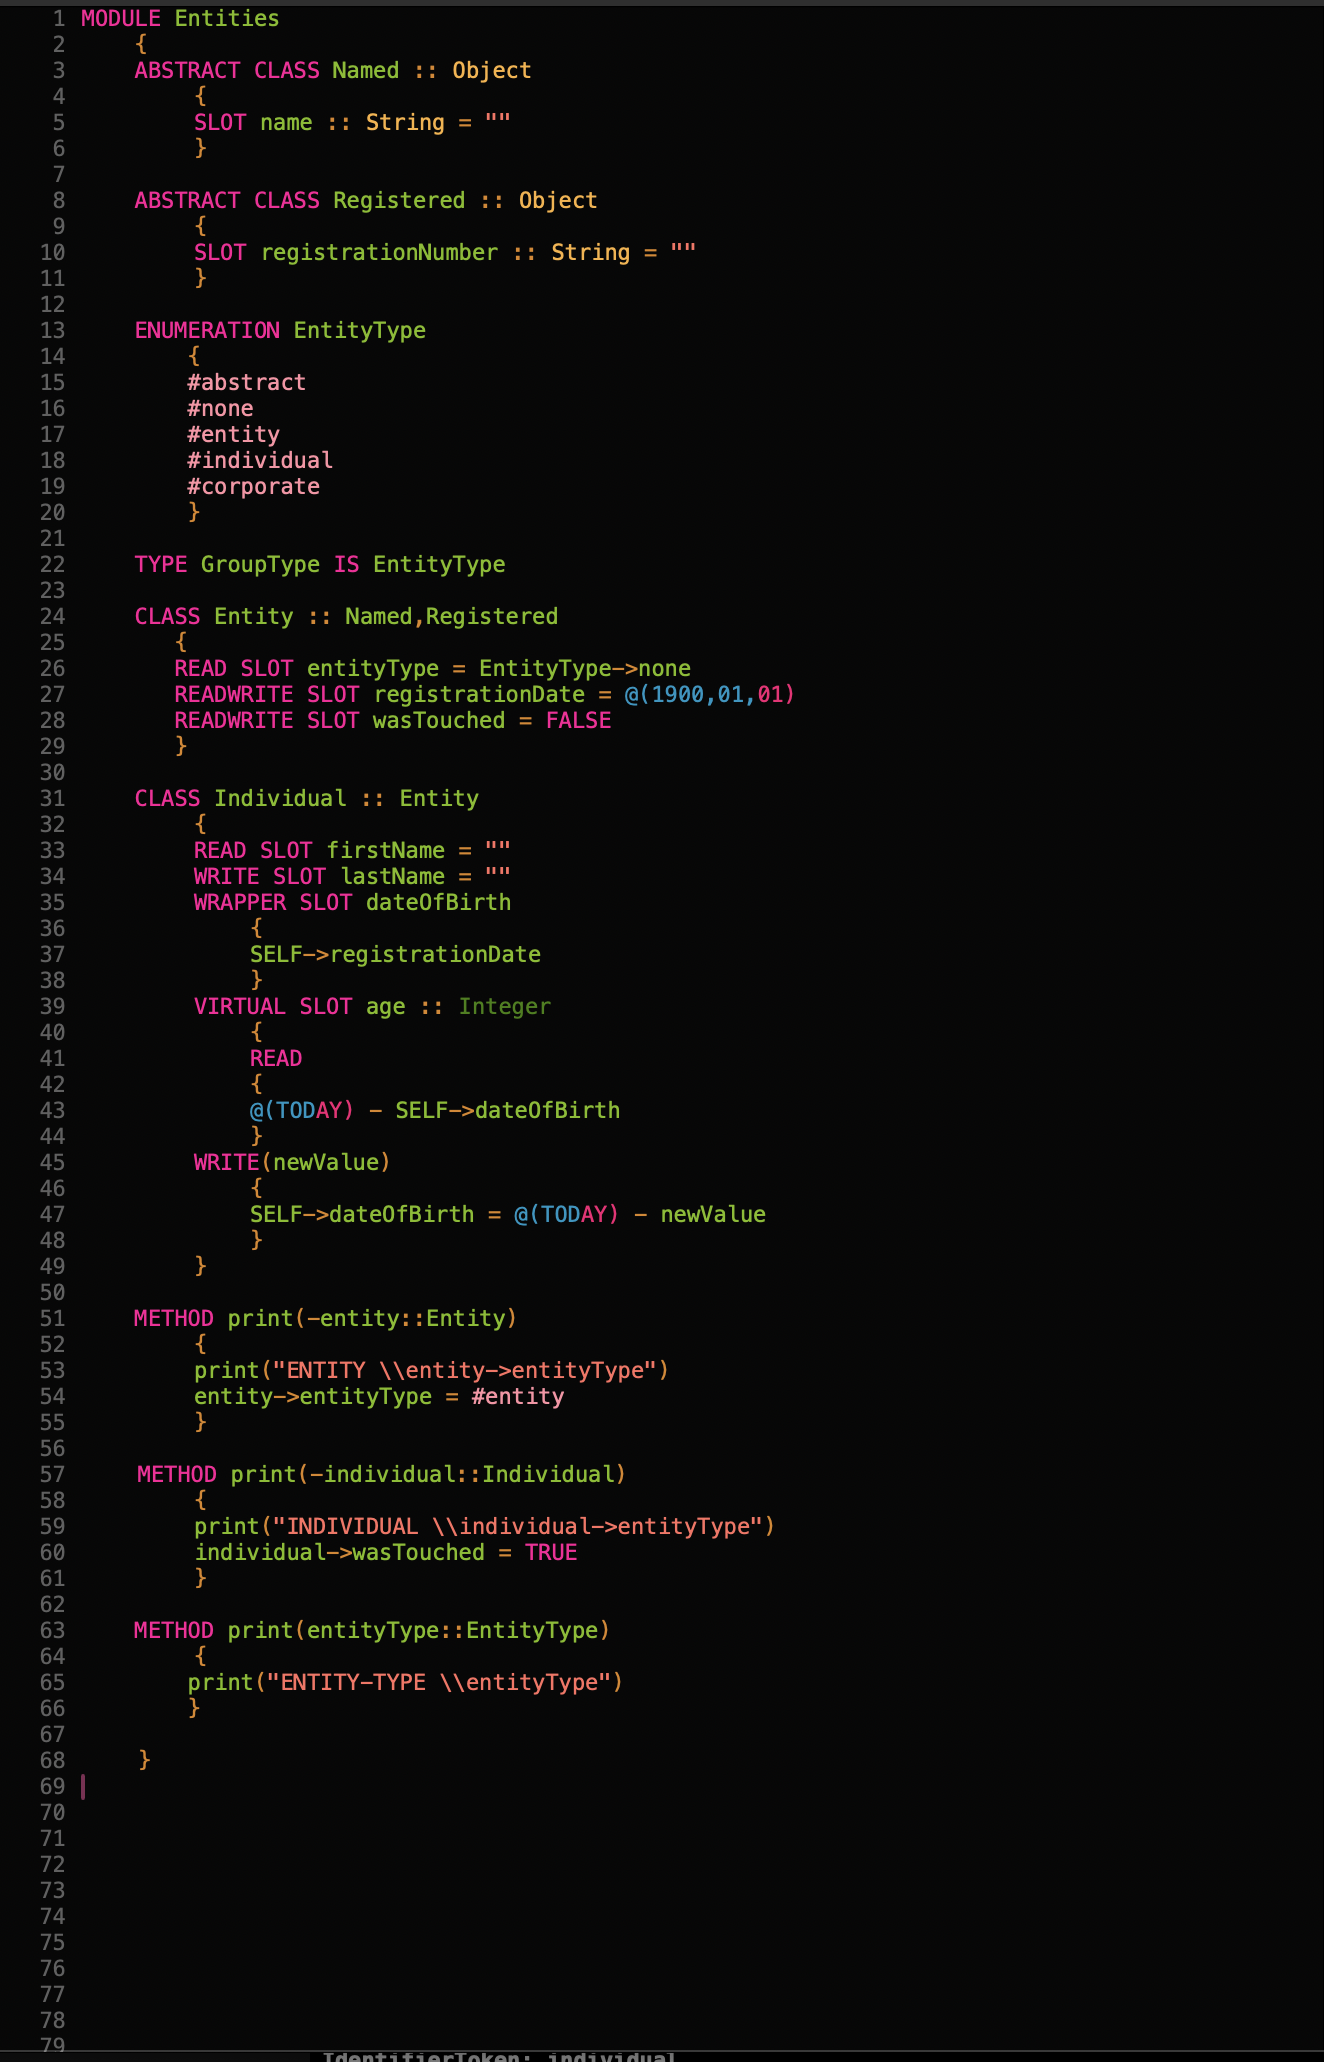 1 MODULE Entities
2 {
3 ABSTRACT CLASS Named :: Object
4 {
5 SLOT name :: String = ""
6 }
7
8 ABSTRACT CLASS Registered :: Object
9 {
10 SLOT registrationNumber :: String = ""
11 }
12
13 ENUMERATION EntityType
14 {
15 #abstract
16 #none
17 #entity
18 #individual
19 #corporate
20 }
21
22 TYPE GroupType IS EntityType
23
24 CLASS Entity :: Named,Registered
25 {
26 READ SLOT entityType = EntityType->none
27 READWRITE SLOT registrationDate = @(1900,01,01)
28 READWRITE SLOT wasTouched = FALSE
29 }
30
31 CLASS Individual :: Entity
32 {
33 READ SLOT firstName = ""
34 WRITE SLOT lastName = ""
35 WRAPPER SLOT dateOfBirth
36 {
37 SELF->registrationDate
38 }
39 VIRTUAL SLOT age :: Integer
40 {
41 READ
42 {
43 @(TODAY) - SELF->dateOfBirth
44 }
45 WRITE(newValue)
46 {
47 SELF->dateOfBirth = @(TODAY) - newValue
48 }
49 }
50
51 METHOD print(-entity::Entity)
52 {
53 print("ENTITY \\entity->entityType")
54 entity->entityType = #entity
55 }
56
57 METHOD print(-individual::Individual)
58 {
59 print("INDIVIDUAL \\individual->entityType")
60 individual->wasTouched = TRUE
61 }
62
63 METHOD print(entityType::EntityType)
64 {
65 print("ENTITY-TYPE \\entityType")
66 }
67
68 }
69
70
71
72
73
74
75
76
77
78
79
IdentifierToken: individual